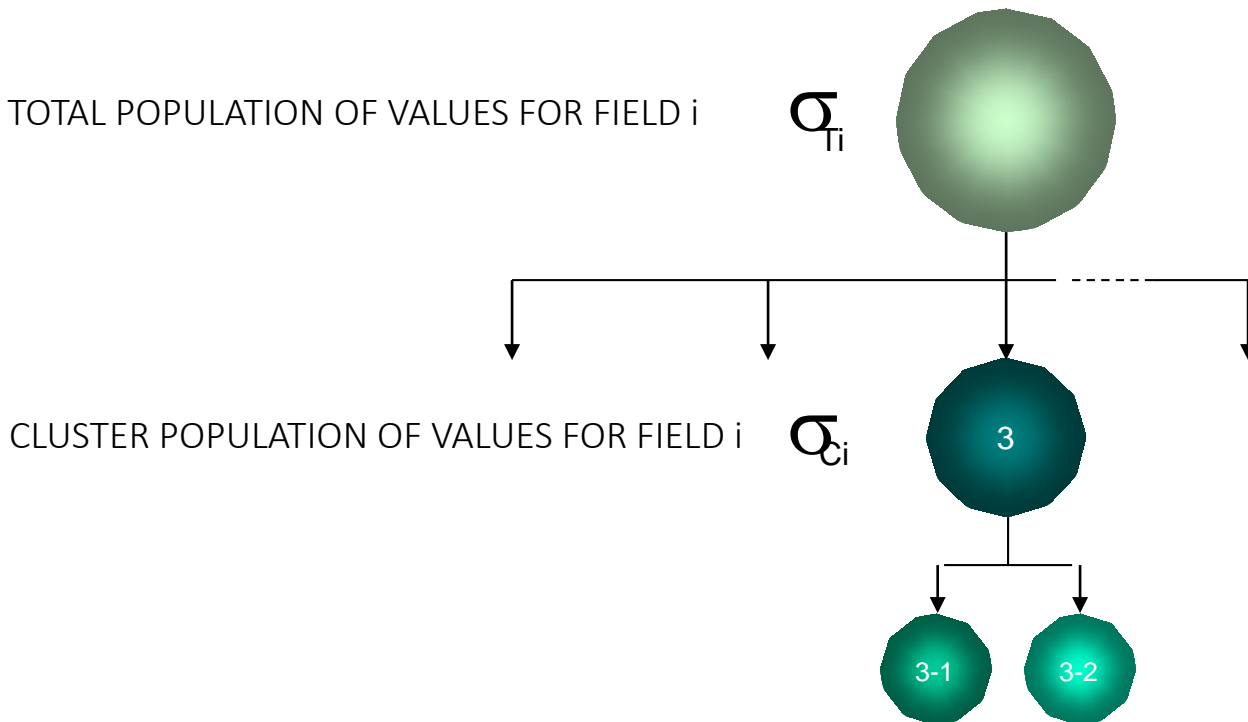 TOTAL POPULATION OF VALUES FOR FIELD i σTi
CLUSTER POPULATION OF VALUES FOR FIELD i σCi 3
3-1 3-2